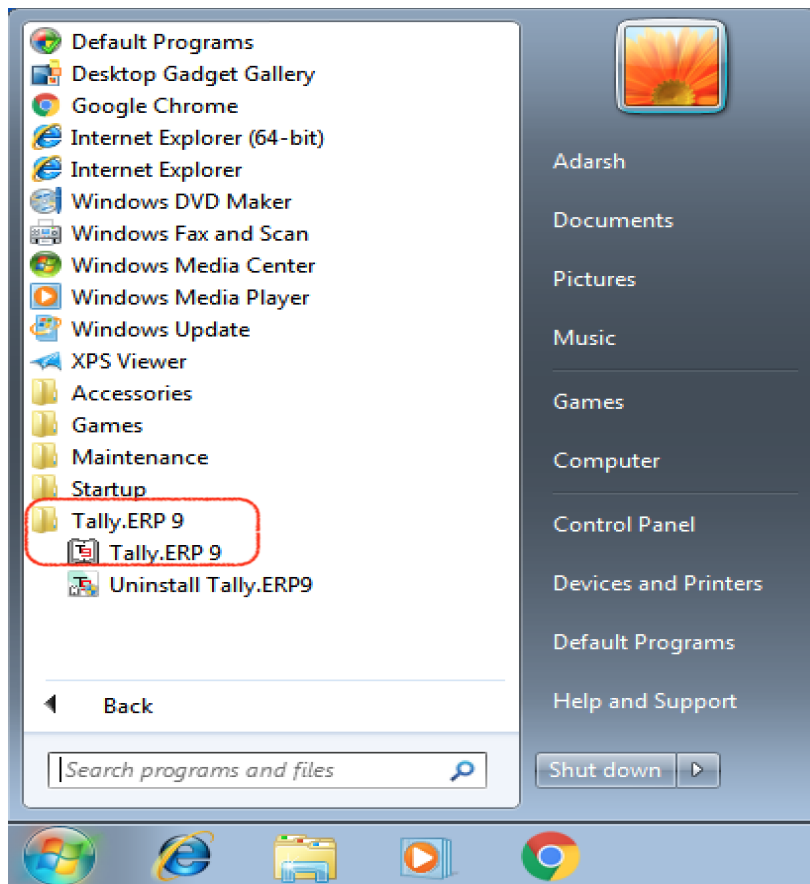 Default Programs
Desktop Gadget Gallery
Google Chrome
Internet Explorer (64-bit)
Internet Explorer
Windows DVD Maker
Windows Fax and Scan
Windows Media Center
Windows Media Player
Windows Update
XPS Viewer
Accessories
Games
Maintenance
Startup
Tally.ERP 9
Tally.ERP 9
Uninstall Tally.ERP9
Back
Search programs and files
Adarsh
Documents
Pictures
Music
Games
Computer
Control Panel
Devices and Printers
Default Programs
Help and Support
Shut down